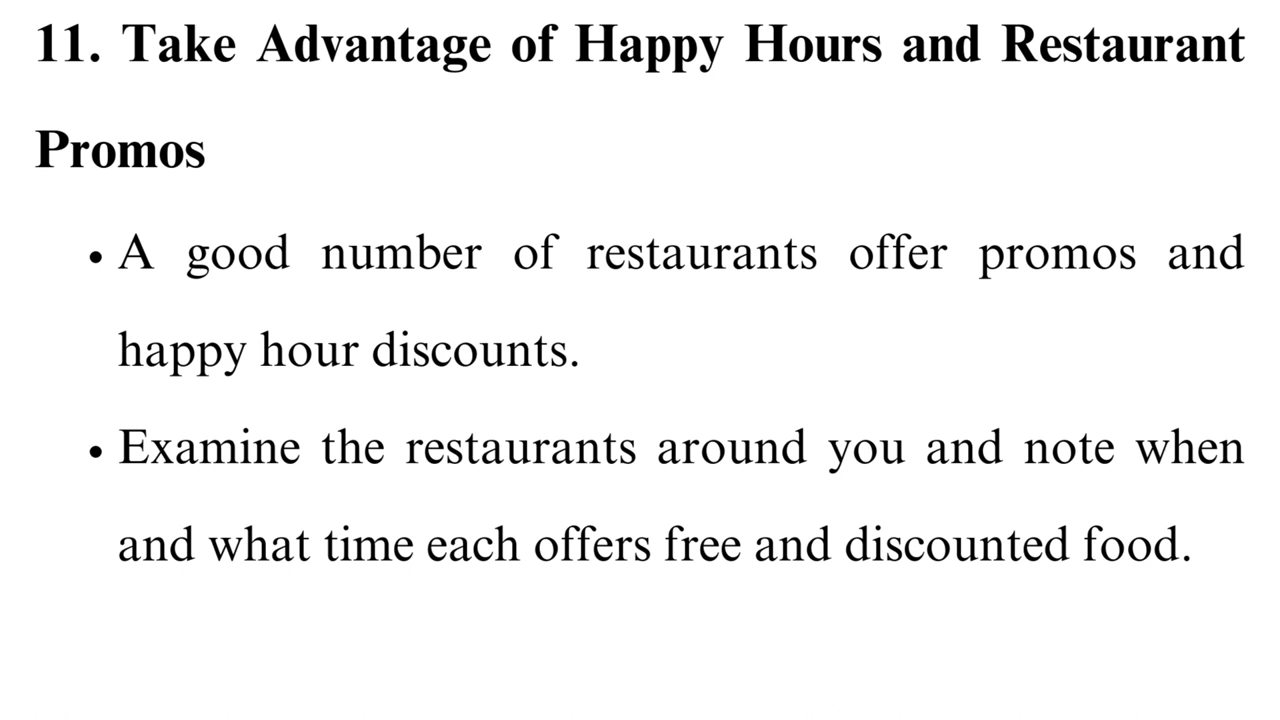 11. Take Advantage of Happy Hours and Restaurant
Promos
• A good number of restaurants offer promos and
happy hour discounts.
• Examine the restaurants around you and note when
and what time each offers free and discounted food.